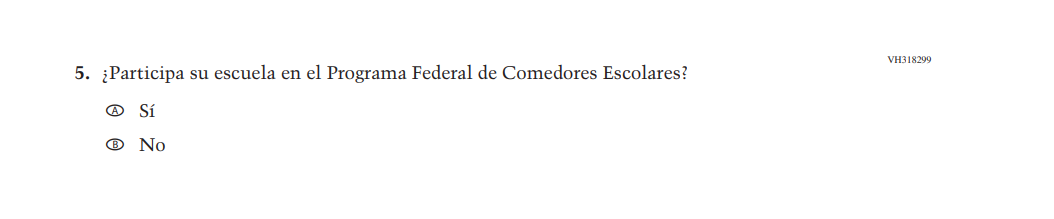 5. ¿Participa su escuela en el Programa Federal de Comedores Escolares?
VH318299
Ⓐ Sí
Ⓑ No